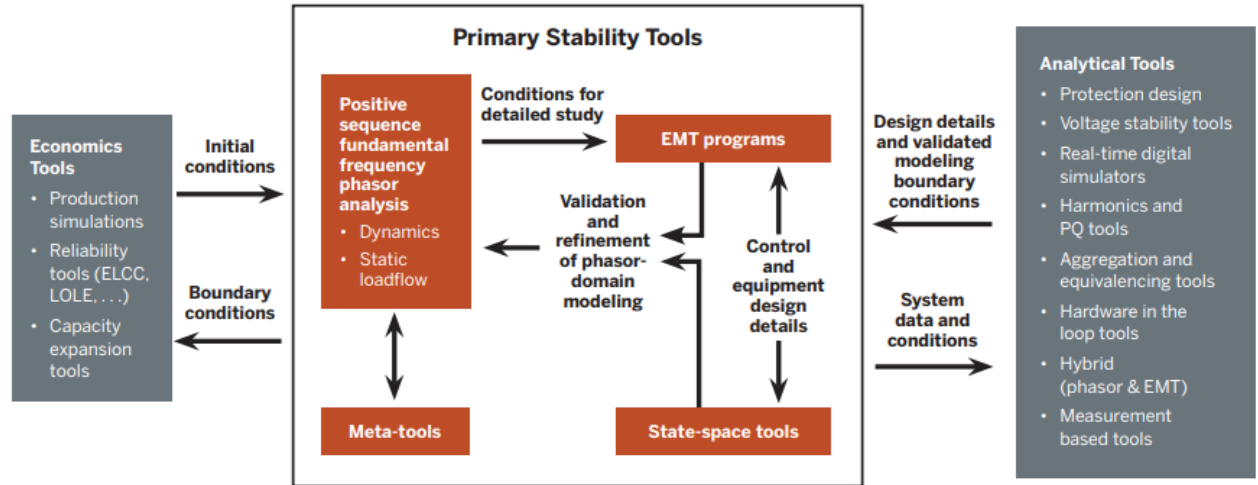 Primary Stability Tools
Economics
Tools
• Production
simulations
• Reliability
tools (ELCC,
LOLE, . . .)
• Capacity
expansion
tools
Initial
conditions
Boundary
conditions
Positive
sequence
fundamental
frequency
phasor
analysis
• Dynamics
• Static
loadflow
Conditions for
detailed study
EMT programs
Validation
and
refinement
of phasor-
domain
modeling
Control
and
equipment
design
details
Meta-tools
State-space tools
Design details
and validated
modeling
boundary
conditions
System
data and
conditions
Analytical Tools
• Protection design
• Voltage stability tools
• Real-time digital
simulators
• Harmonics and
PQ tools
• Aggregation and
equivalencing tools
• Hardware in the
loop tools
• Hybrid
(phasor & EMT)
• Measurement
based tools